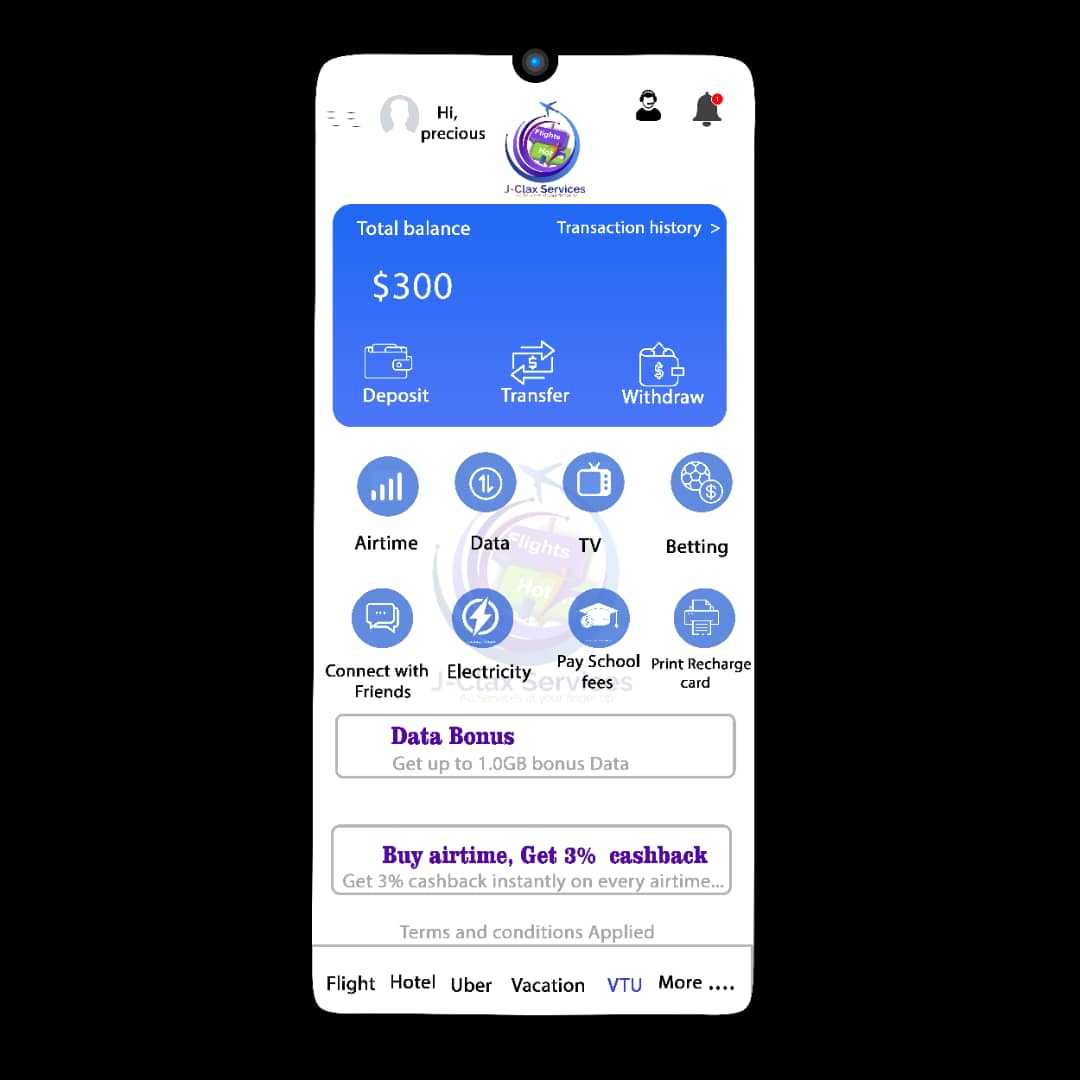 Hi,
precious
1
Flights
Hot
J-Clax Services
Total balance
Transaction history >
$300
$
$
Deposit
Transfer
Withdraw
$
Airtime
Data
TV
Betting
Flights
Hot
Connect with
Friends
Electricity
Pay School
fees
Print Recharge
card
J-Clax Services
All Services at your finger tip
Data Bonus
Get up to 1.0GB bonus Data
Buy airtime, Get 3% cashback
Get 3% cashback instantly on every airtime...
Terms and conditions Applied
Flight
Hotel
Uber
Vacation
VTU
More ....